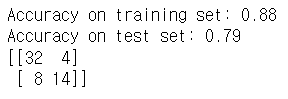 Accuracy on training set: 0.88
Accuracy on test set: 0.79
[[32  4]
 [ 8 14]]